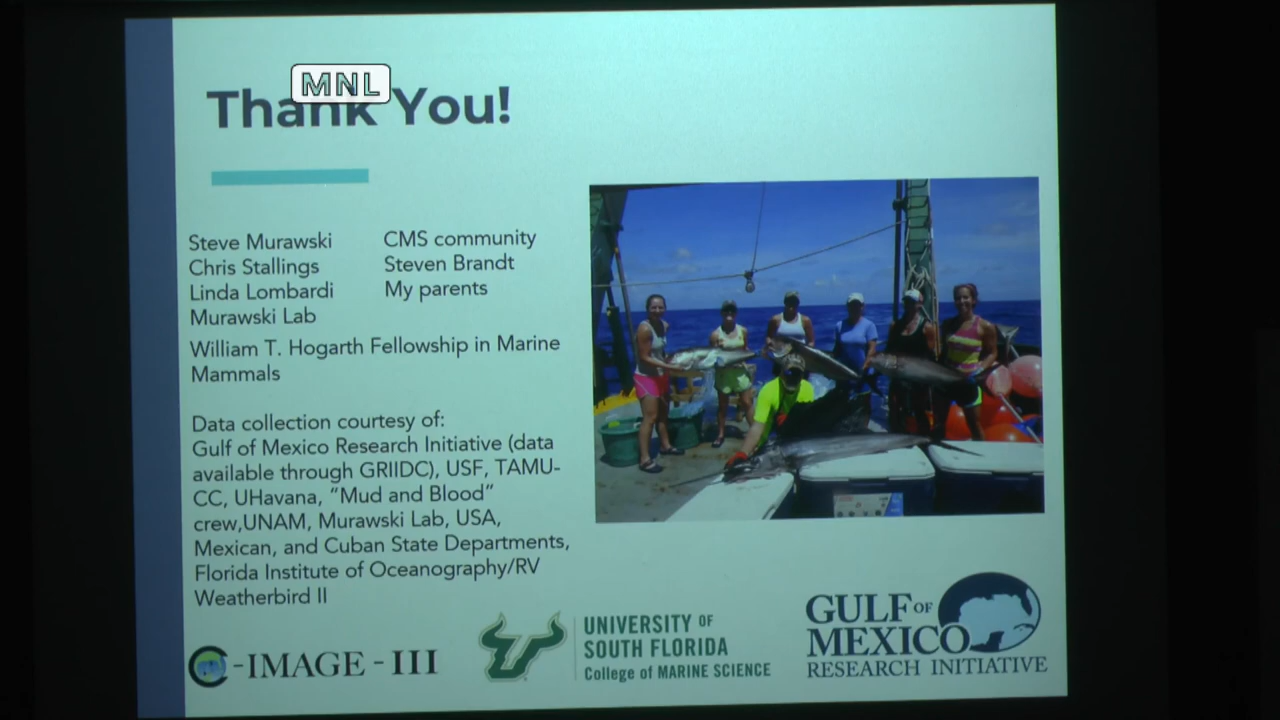 MNL
Thank You!
Steve Murawski
Chris Stallings
Linda Lombardi
Murawski Lab
CMS community
Steven Brandt
My parents
William T. Hogarth Fellowship in Marine
Mammals
Data collection courtesy of:
Gulf of Mexico Research Initiative (data
available through GRIIDC), USF, TAMU-
CC, UHavana, “Mud and Blood”
crew,UNAM, Murawski Lab, USA,
Mexican, and Cuban State Departments,
Florida Institute of Oceanography/RV
Weatherbird II
C-IMAGE-III
UNIVERSITY OF
SOUTH FLORIDA
College of MARINE SCIENCE
GULF OF
MEXICO
RESEARCH INITIATIVE